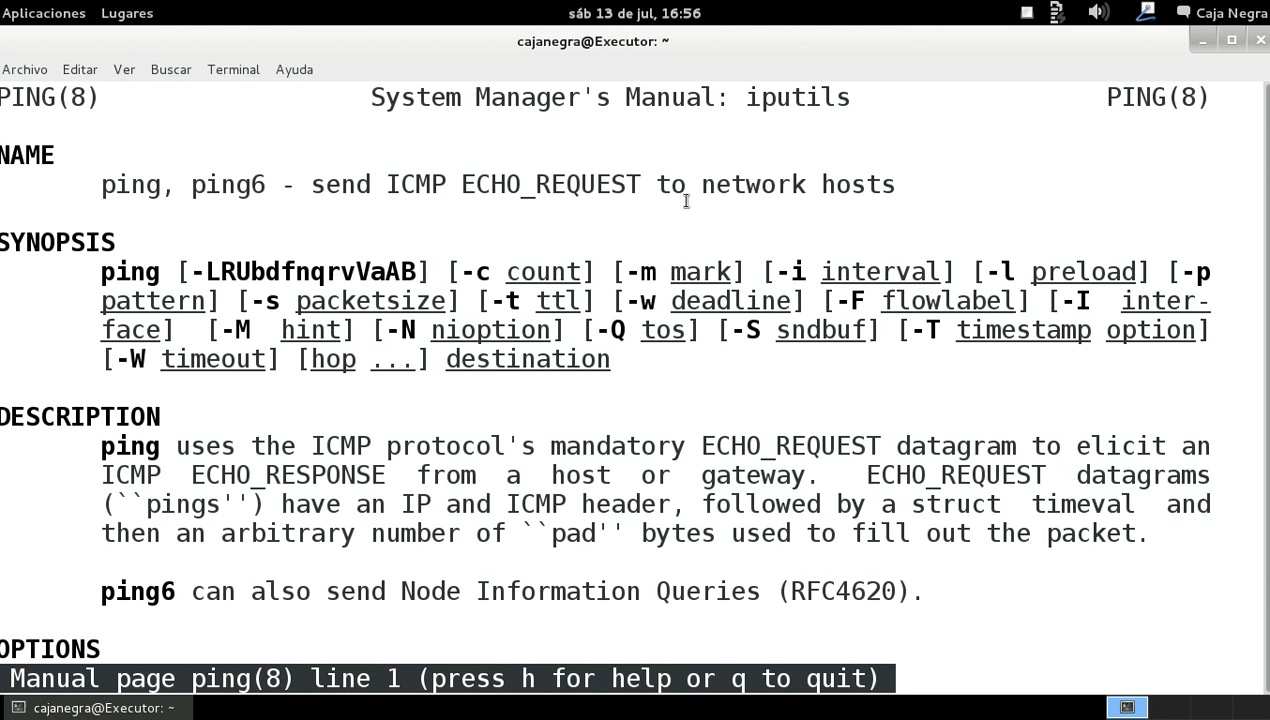 Aplicaciones Lugares sáb 13 de jul, 16:56 Caja Negra
cajanegra@Executor: ~
Archivo Editar Ver Buscar Terminal Ayuda
PING(8) System Manager's Manual: iputils PING(8)
NAME
ping, ping6 - send ICMP ECHO_REQUEST to network hosts
SYNOPSIS
ping [-LRUbdfnqrvVaAB] [-c count] [-m mark] [-i interval] [-l preload] [-p
pattern] [-s packetsize] [-t ttl] [-w deadline] [-F flowlabel] [-I inter-
face] [-M hint] [-N nioption] [-Q tos] [-S sndbuf] [-T timestamp option]
[-W timeout] [hop ...] destination
DESCRIPTION
ping uses the ICMP protocol's mandatory ECHO_REQUEST datagram to elicit an
ICMP ECHO_RESPONSE from a host or gateway. ECHO_REQUEST datagrams
(``pings'') have an IP and ICMP header, followed by a struct timeval and
then an arbitrary number of ``pad'' bytes used to fill out the packet.
ping6 can also send Node Information Queries (RFC4620).
OPTIONS
Manual page ping(8) line 1 (press h for help or q to quit)
cajanegra@Executor: ~